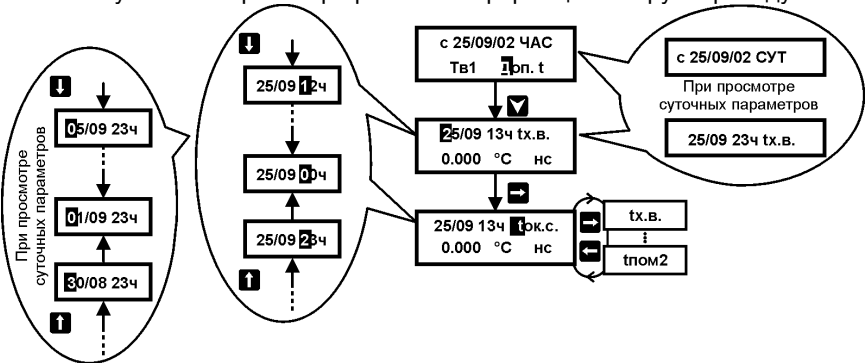 При просмотре
суточных параметров
05/09 23ч
01/09 23ч
30/08 23ч
25/09 12ч
25/09 00ч
25/09 23ч
с 25/09/02 ЧАС
Тв1 Доп. t
25/09 13ч tх.в.
0.000 °C нс
25/09 13ч tок.с.
0.000 °C нс
tх.в.
tпом2
с 25/09/02 СУТ
При просмотре
суточных параметров
25/09 23ч tх.в.